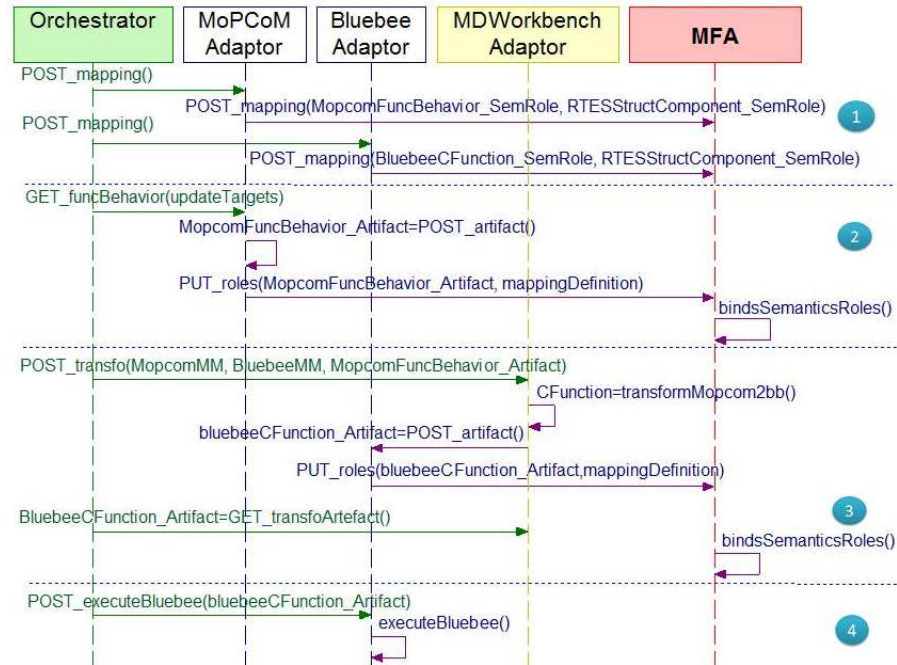 Orchestrator
MoPCoM
Adaptor
Bluebee
Adaptor
MDWorkbench
Adaptor
MFA
POST_mapping()
POST_mapping(MopcomFuncBehavior_SemRole, RTESStructComponent_SemRole)
1
POST_mapping()
POST_mapping(BluebeeCFunction_SemRole, RTESStructComponent_SemRole)
GET_funcBehavior(updateTargets)
MopcomFuncBehavior_Artifact=POST_artifact()
2
PUT_roles(MopcomFuncBehavior_Artifact, mappingDefinition)
bindsSemanticsRoles()
POST_transfo(MopcomMM, BluebeeMM, MopcomFuncBehavior_Artifact)
CFunction=transformMopcom2bb()
bluebeeCFunction_Artifact=POST_artifact()
PUT_roles(bluebeeCFunction_Artifact,mappingDefinition)
BluebeeCFunction_Artifact=GET_transfoArtefact()
3
bindsSemanticsRoles()
POST_executeBluebee(bluebeeCFunction_Artifact)
executeBluebee()
4